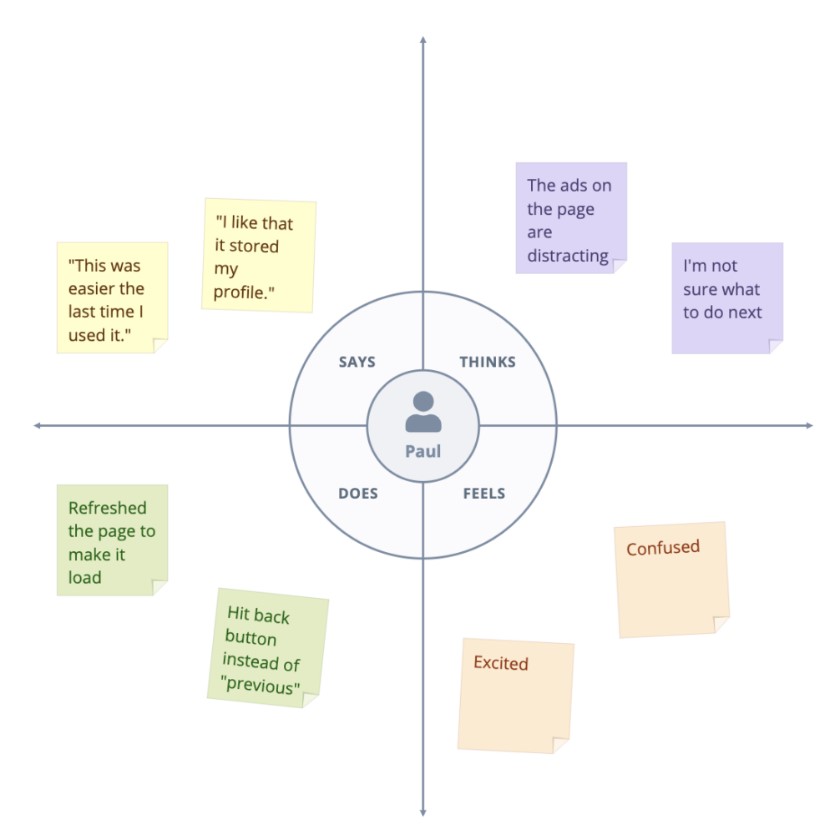 "This was
easier the
last time I
used it."
"I like that
it stored
my
profile."
The ads on
the page
are
distracting
I'm not
sure what
to do next
SAYS
THINKS
Paul
DOES
FEELS
Refreshed
the page to
make it
load
Hit back
button
instead of
"previous"
Confused
Excited